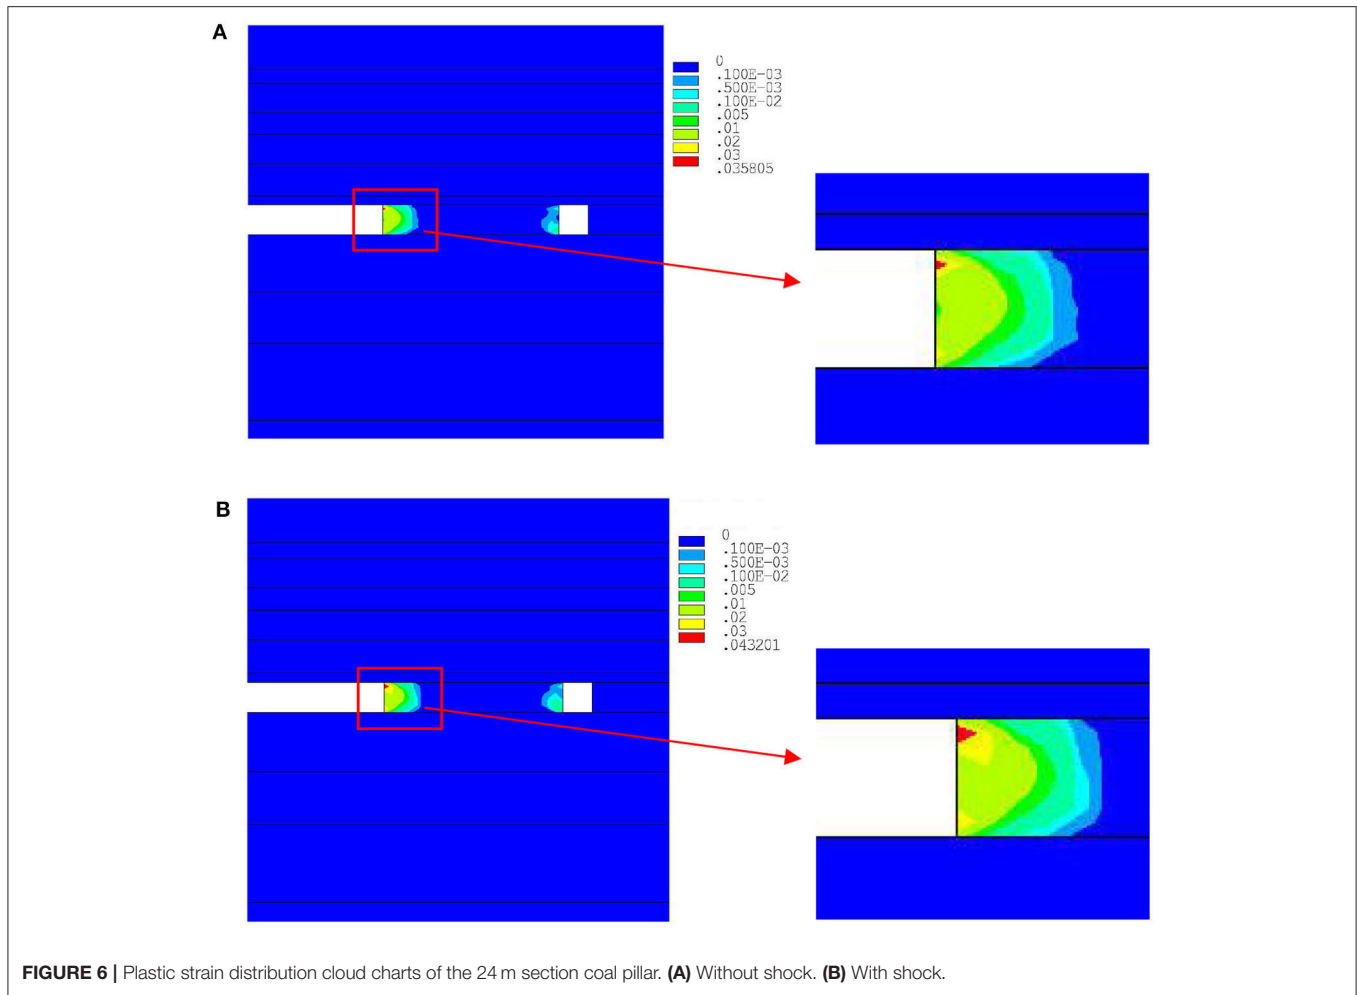 A
0
.100E-03
.500E-03
.100E-02
.005
.01
.02
.03
.035805
B
0
.100E-03
.500E-03
.100E-02
.005
.01
.02
.03
.043201
FIGURE 6 | Plastic strain distribution cloud charts of the 24 m section coal pillar. (A) Without shock. (B) With shock.